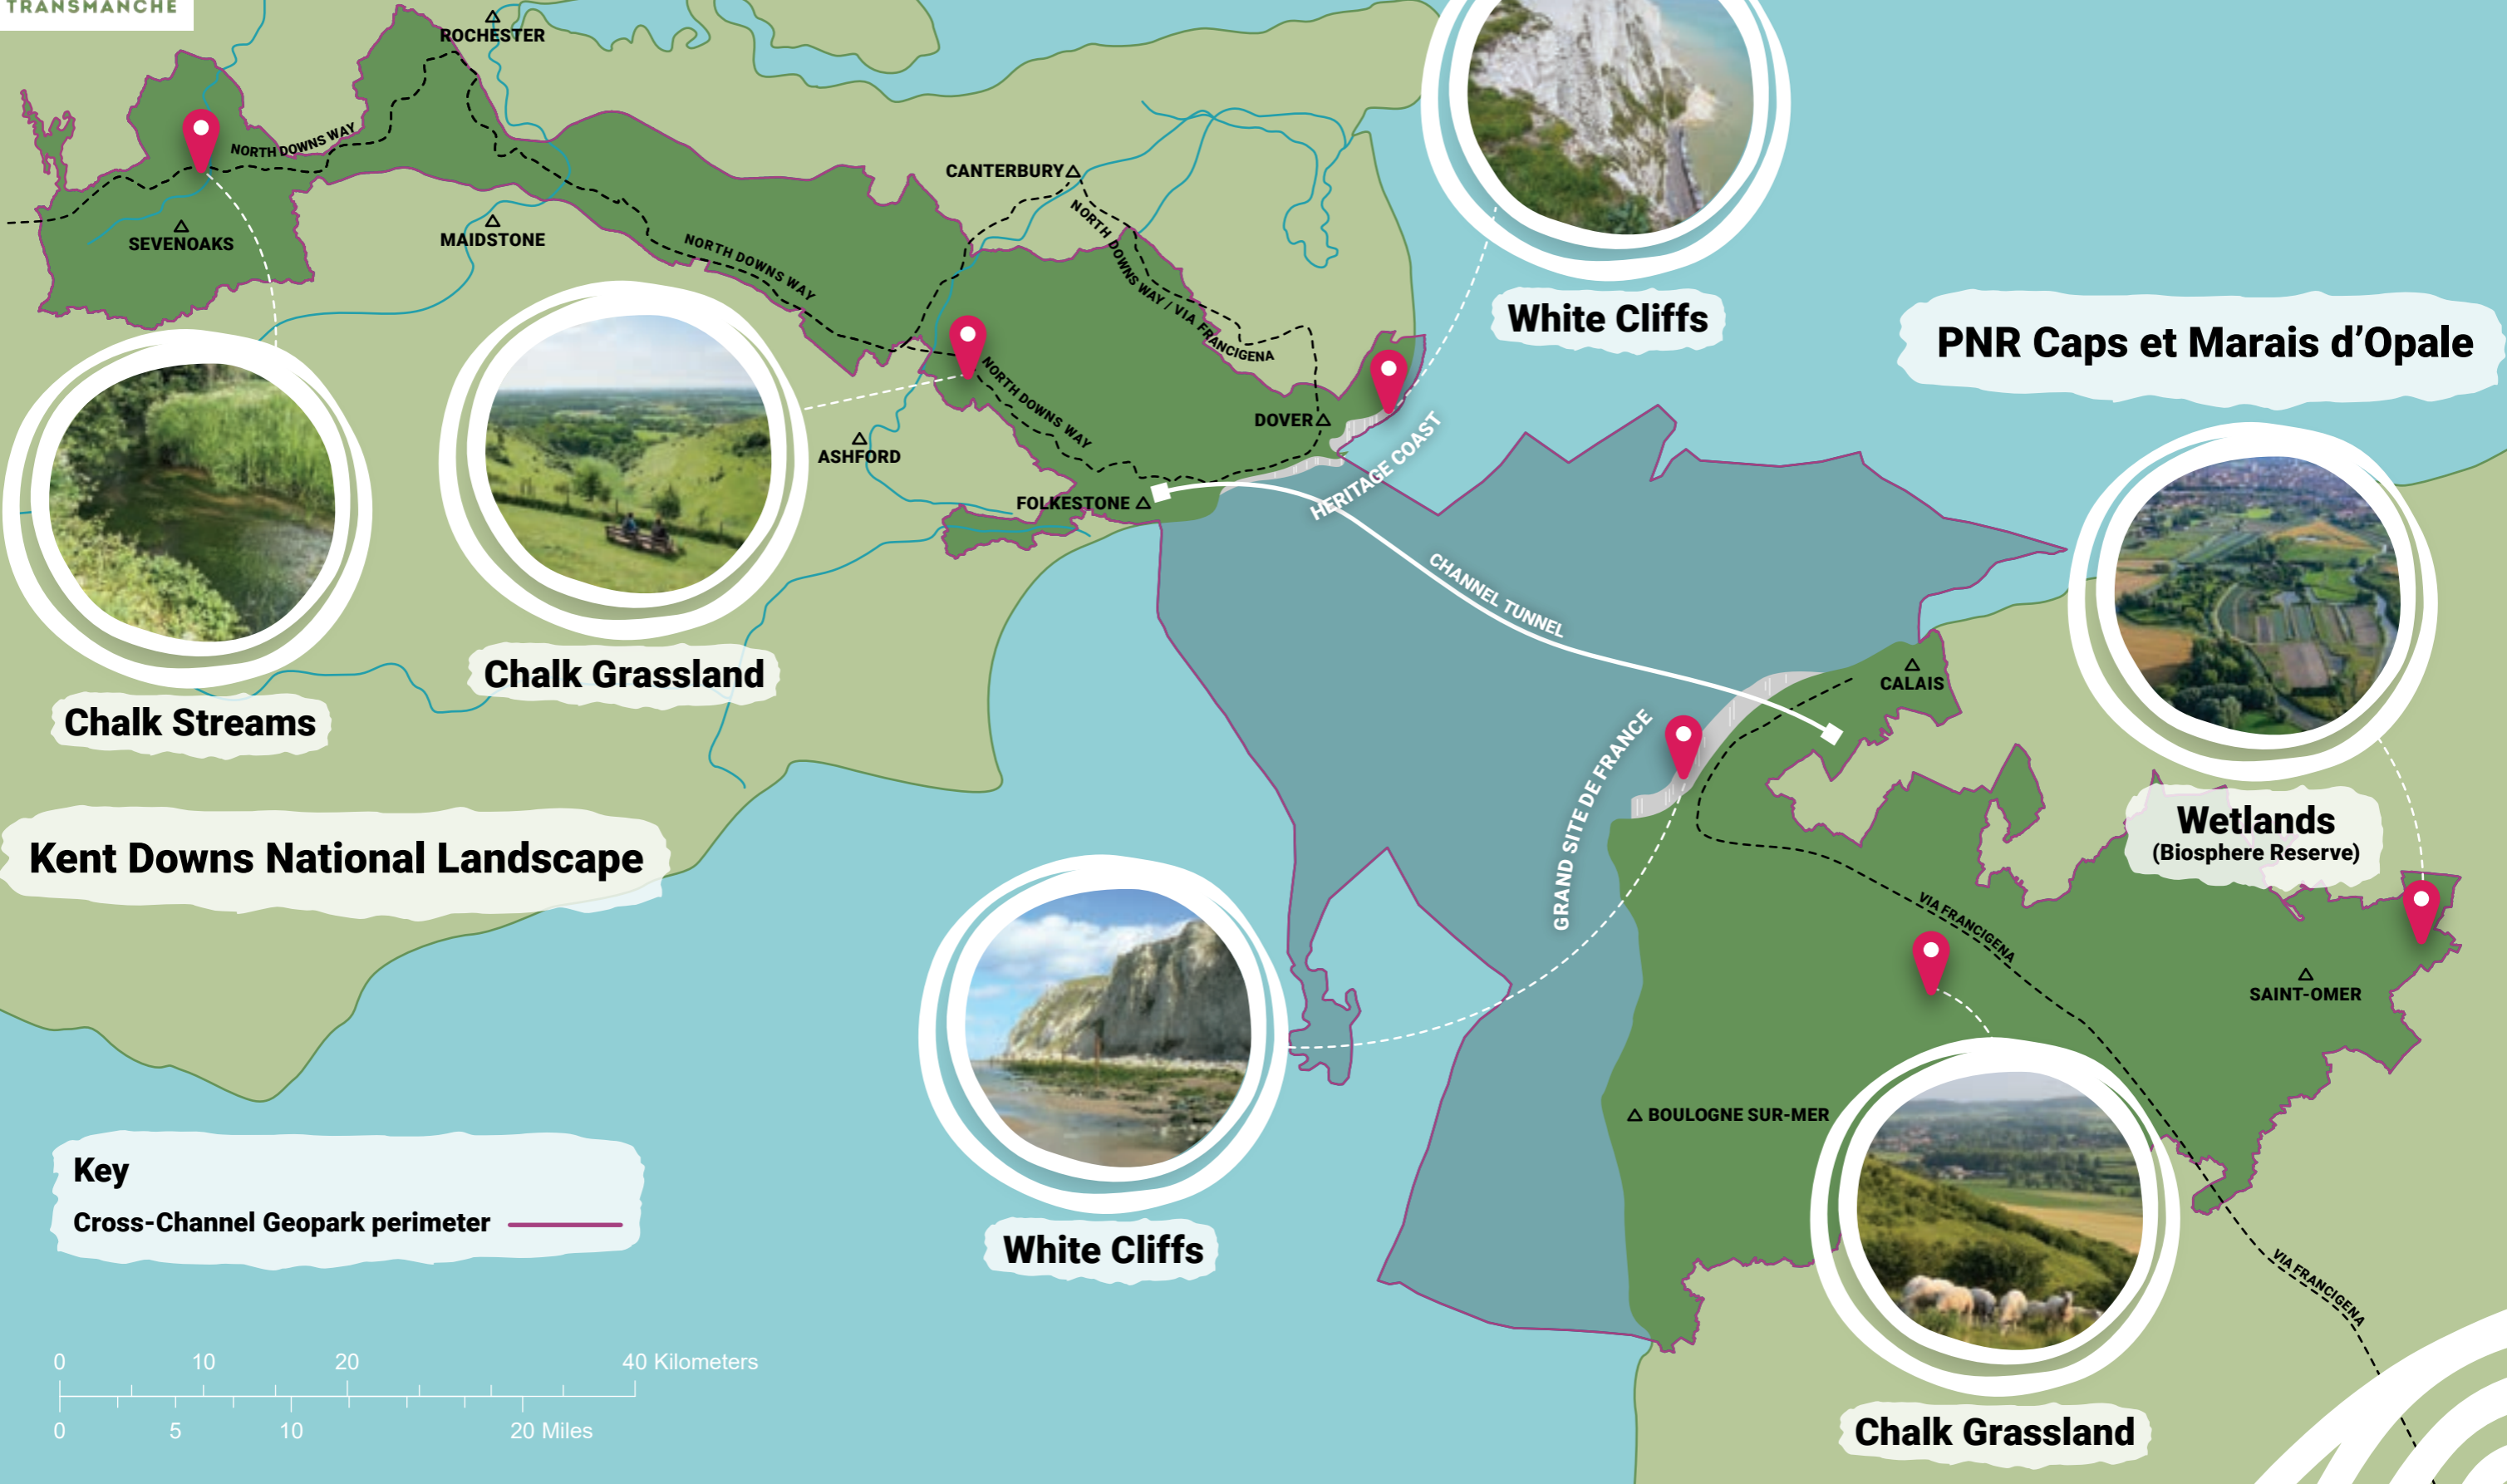 TRANSMANCHE
ROCHESTER
NORTH DOWNS WAY
CANTERBURY
SEVENOAKS
MAIDSTONE
NORTH DOWNS WAY
NORTH DOWNS WAY / VIA FRANCIGENA
White Cliffs
PNR Caps et Marais d’Opale
NORTH DOWNS WAY
DOVER
ASHFORD
HERITAGE COAST
FOLKESTONE
CHANNEL TUNNEL
Chalk Grassland
CALAIS
Chalk Streams
GRAND SITE DE FRANCE
Wetlands
(Biosphere Reserve)
Kent Downs National Landscape
VIA FRANCIGENA
SAINT-OMER
BOULOGNE SUR-MER
Key
Cross-Channel Geopark perimeter
White Cliffs
VIA FRANCIGENA
0 10 20 40 Kilometers
0 5 10 20 Miles
Chalk Grassland